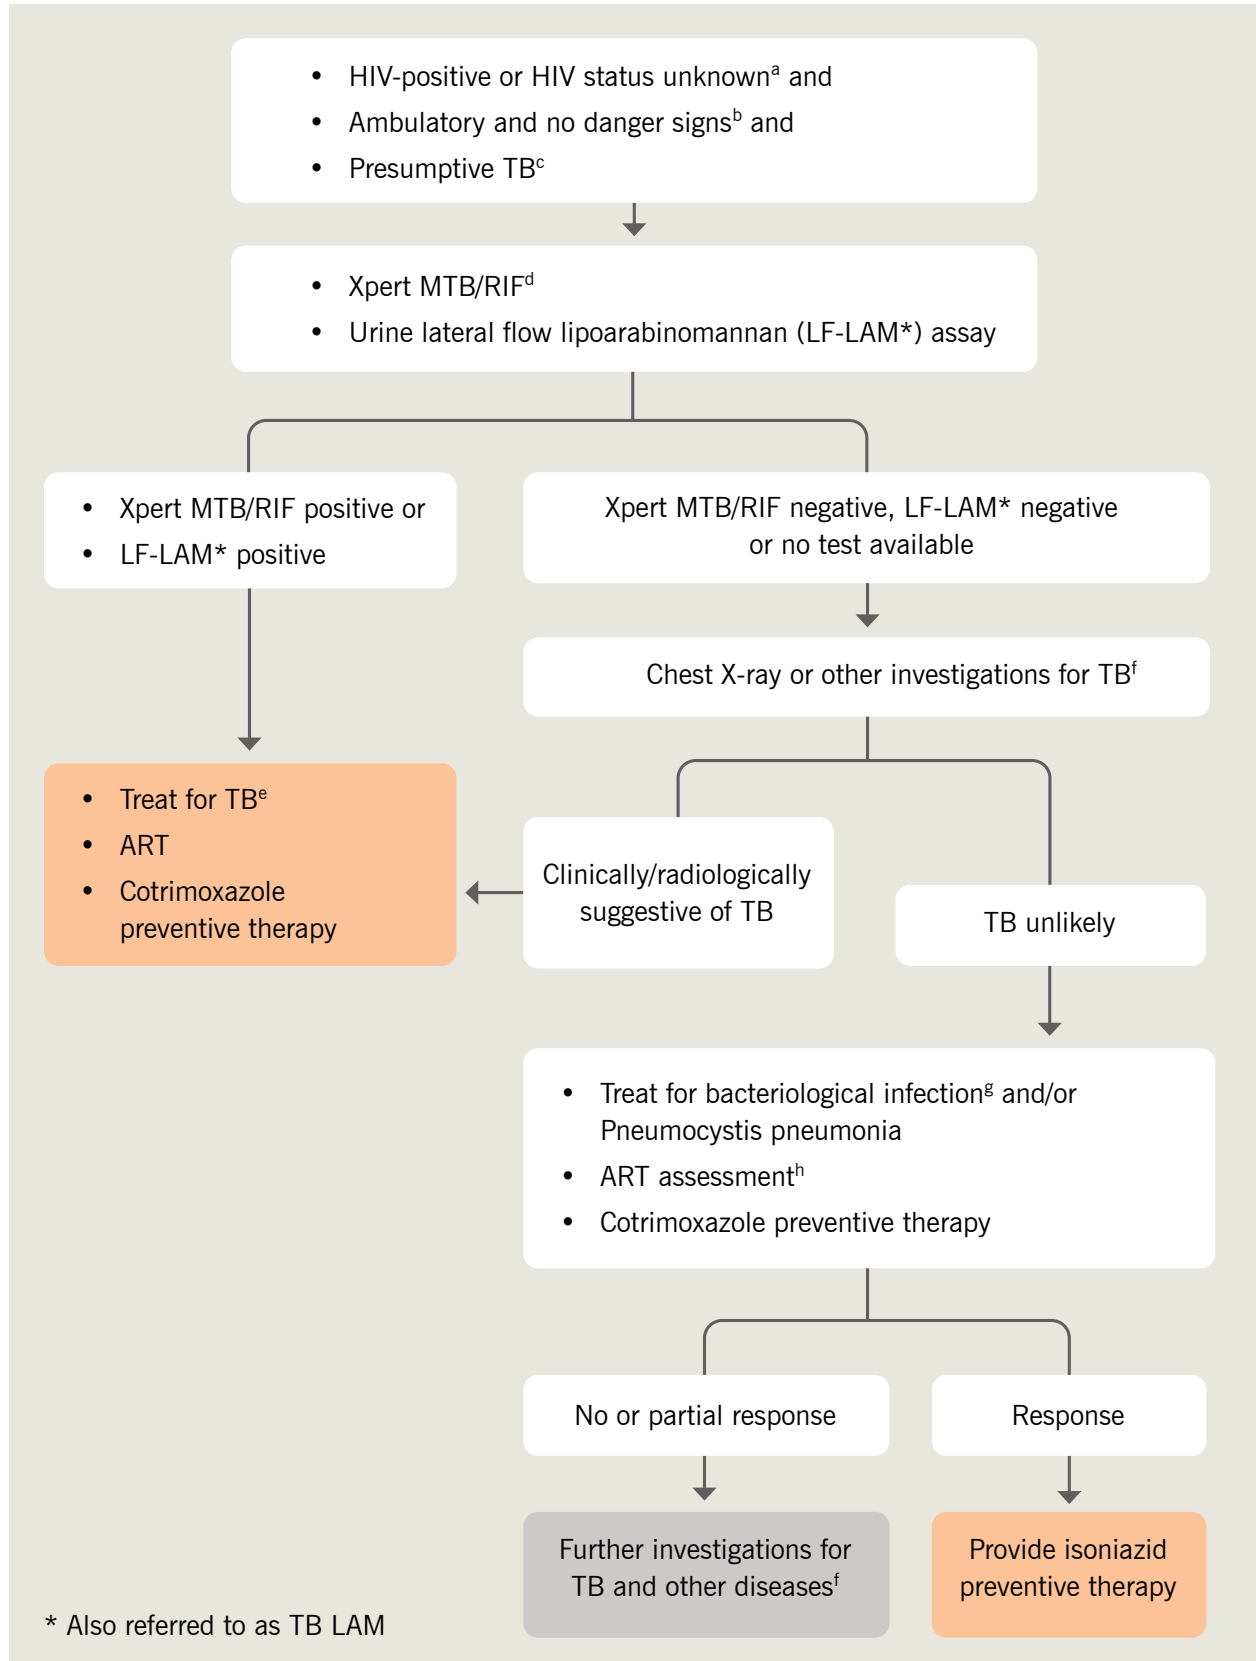 • HIV-positive or HIV status unknownᵃ and
• Ambulatory and no danger signsᵇ and
• Presumptive TBᶜ
• Xpert MTB/RIFᵈ
• Urine lateral flow lipoarabinomannan (LF-LAM*) assay
• Xpert MTB/RIF positive or
• LF-LAM* positive
Xpert MTB/RIF negative, LF-LAM* negative
or no test available
Chest X-ray or other investigations for TBᶠ
• Treat for TBᵉ
• ART
• Cotrimoxazole
preventive therapy
Clinically/radiologically
suggestive of TB
TB unlikely
• Treat for bacteriological infectionᵍ and/or
Pneumocystis pneumonia
• ART assessmentʰ
• Cotrimoxazole preventive therapy
No or partial response
Response
Further investigations for
TB and other diseasesᶠ
Provide isoniazid
preventive therapy
* Also referred to as TB LAM